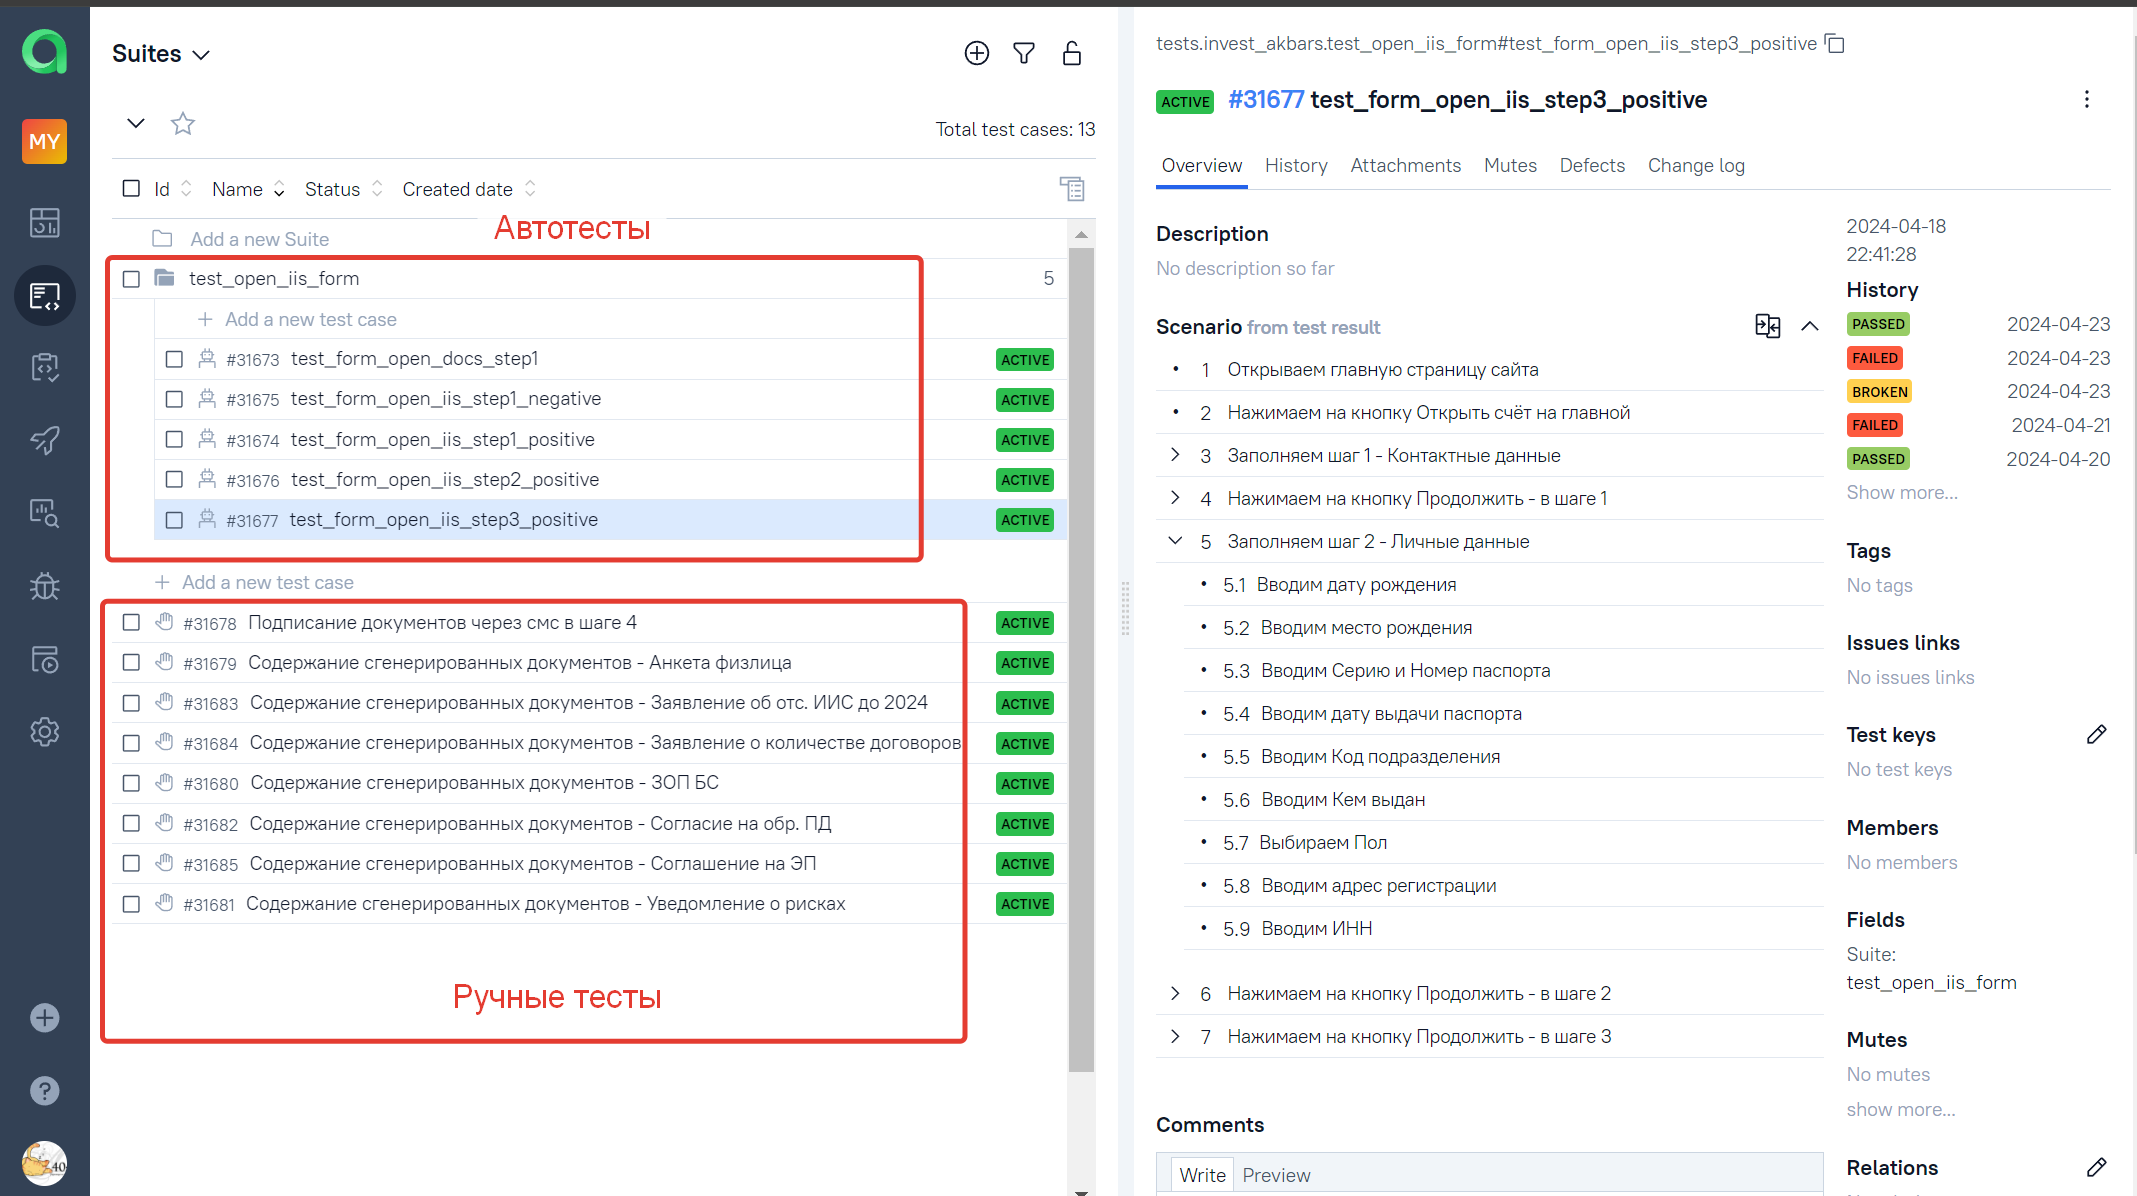 MY
40
Suites
Total test cases: 13
Id Name Status Created date
Add a new Suite
Автотесты
test_open_iis_form 5
Add a new test case
#31673 test_form_open_docs_step1 ACTIVE
#31675 test_form_open_iis_step1_negative ACTIVE
#31674 test_form_open_iis_step1_positive ACTIVE
#31676 test_form_open_iis_step2_positive ACTIVE
#31677 test_form_open_iis_step3_positive ACTIVE
Add a new test case
#31678 Подписание документов через смс в шаге 4 ACTIVE
#31679 Содержание сгенерированных документов - Анкета физлица ACTIVE
#31683 Содержание сгенерированных документов - Заявление об отс. ИИС до 2024 ACTIVE
#31684 Содержание сгенерированных документов - Заявление о количестве договоров ACTIVE
#31680 Содержание сгенерированных документов - ЗОП БС ACTIVE
#31682 Содержание сгенерированных документов - Согласие на обр. ПД ACTIVE
#31685 Содержание сгенерированных документов - Соглашение на ЭП ACTIVE
#31681 Содержание сгенерированных документов - Уведомление о рисках ACTIVE
Ручные тесты
tests.invest_akbars.test_open_iis_form#test_form_open_iis_step3_positive
ACTIVE #31677 test_form_open_iis_step3_positive
Overview History Attachments Mutes Defects Change log
Description
No description so far
Scenario from test result
1 Открываем главную страницу сайта
2 Нажимаем на кнопку Открыть счёт на главной
3 Заполняем шаг 1 - Контактные данные
4 Нажимаем на кнопку Продолжить - в шаге 1
5 Заполняем шаг 2 - Личные данные
5.1 Вводим дату рождения
5.2 Вводим место рождения
5.3 Вводим Серию и Номер паспорта
5.4 Вводим дату выдачи паспорта
5.5 Вводим Код подразделения
5.6 Вводим Кем выдан
5.7 Выбираем Пол
5.8 Вводим адрес регистрации
5.9 Вводим ИНН
6 Нажимаем на кнопку Продолжить - в шаге 2
7 Нажимаем на кнопку Продолжить - в шаге 3
Comments
Write Preview
2024-04-18
22:41:28
History
PASSED 2024-04-23
FAILED 2024-04-23
BROKEN 2024-04-23
FAILED 2024-04-21
PASSED 2024-04-20
Show more...
Tags
No tags
Issues links
No issues links
Test keys
No test keys
Members
No members
Fields
Suite:
test_open_iis_form
Mutes
No mutes
show more...
Relations